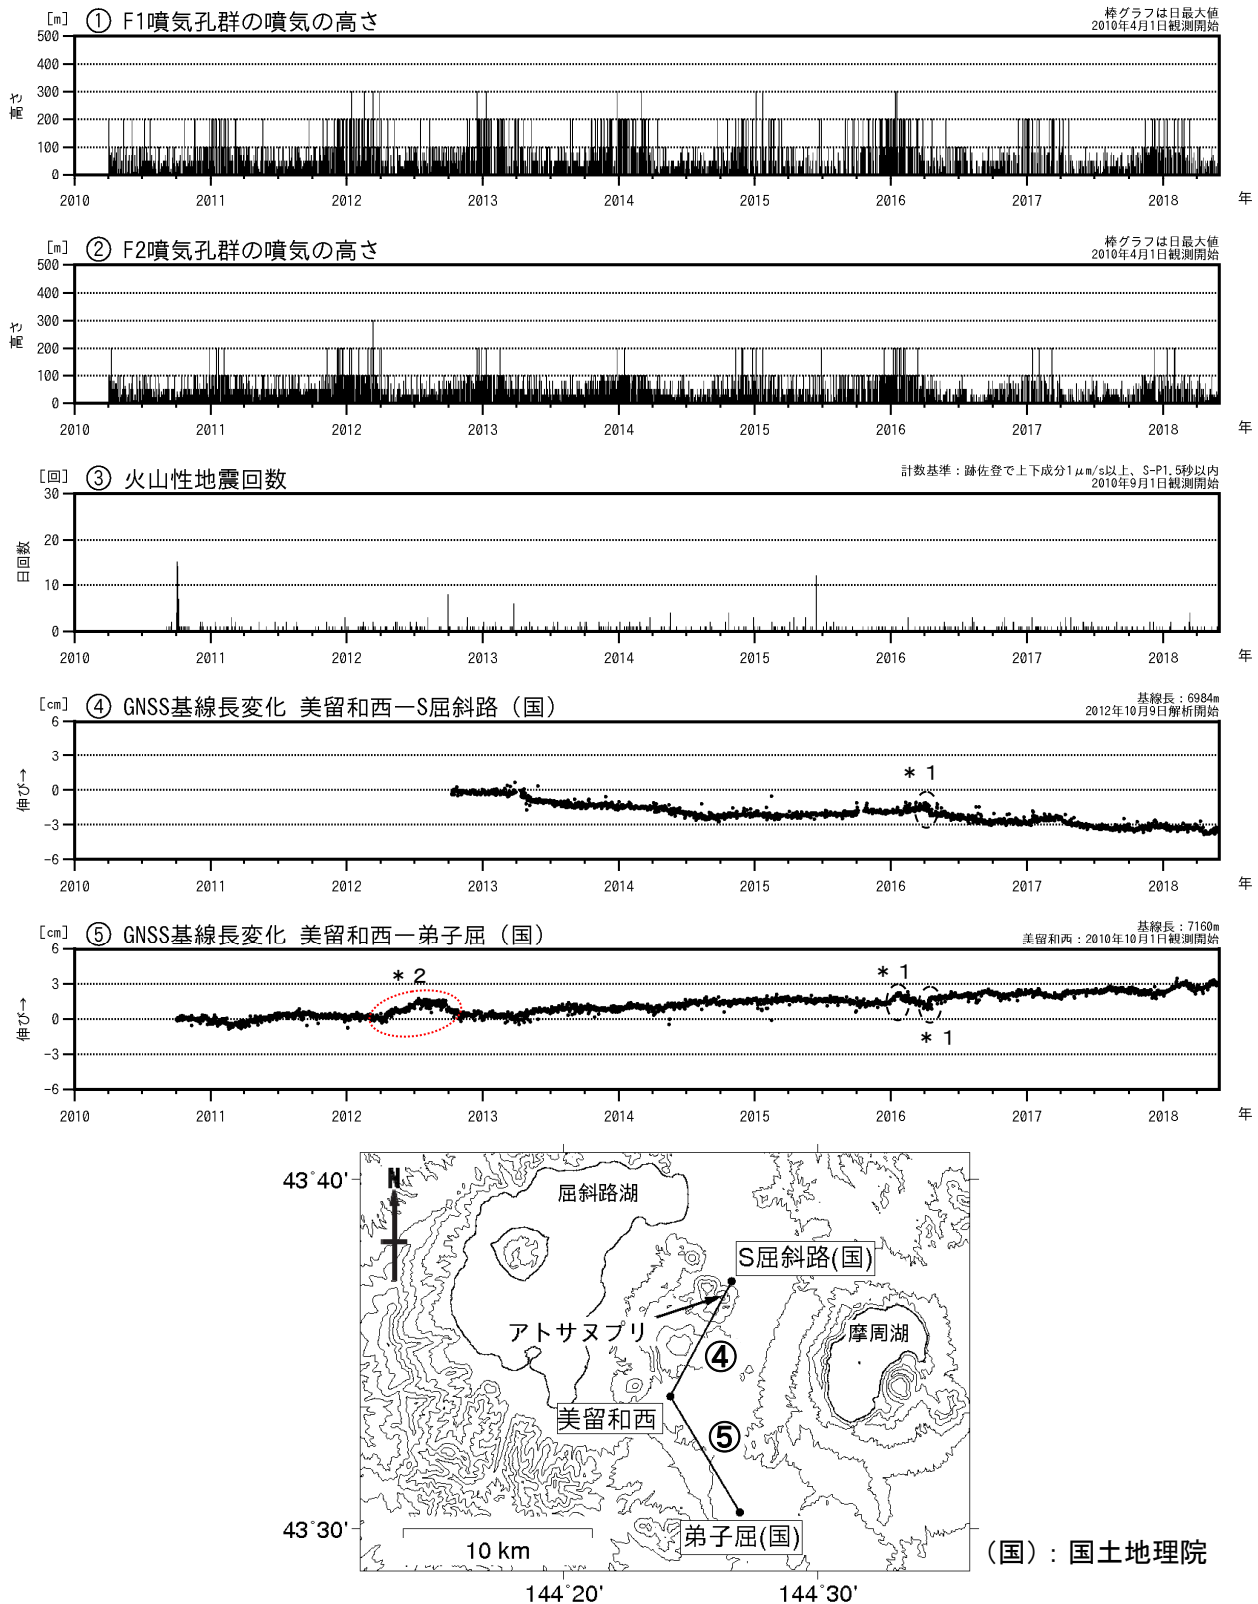 [m] ① F1噴気孔群の噴気の高さ
棒グラフは日最大値
2010年4月1日観測開始
高さ
500
400
300
200
100
0
2010 2011 2012 2013 2014 2015 2016 2017 2018 年
[m] ② F2噴気孔群の噴気の高さ
棒グラフは日最大値
2010年4月1日観測開始
高さ
500
400
300
200
100
0
2010 2011 2012 2013 2014 2015 2016 2017 2018 年
[回] ③ 火山性地震回数
計数基準：跡佐登で上下成分1μm/s以上、S-P1.5秒以内
2010年9月1日観測開始
日回数
30
20
10
0
2010 2011 2012 2013 2014 2015 2016 2017 2018 年
[cm] ④ GNSS基線長変化 美留和西―S屈斜路（国）
基線長：6984m
2012年10月9日解析開始
伸び→
6
3
0
-3
-6
＊1
2010 2011 2012 2013 2014 2015 2016 2017 2018 年
[cm] ⑤ GNSS基線長変化 美留和西―弟子屈（国）
基線長：7160m
美留和西：2010年10月1日観測開始
伸び→
6
3
0
-3
-6
＊2
＊1
＊1
2010 2011 2012 2013 2014 2015 2016 2017 2018 年
43°40'
N
屈斜路湖
S屈斜路(国)
アトサヌプリ
摩周湖
④
美留和西
⑤
43°30'
弟子屈(国)
10 km
（国）：国土地理院
144°20' 144°30'